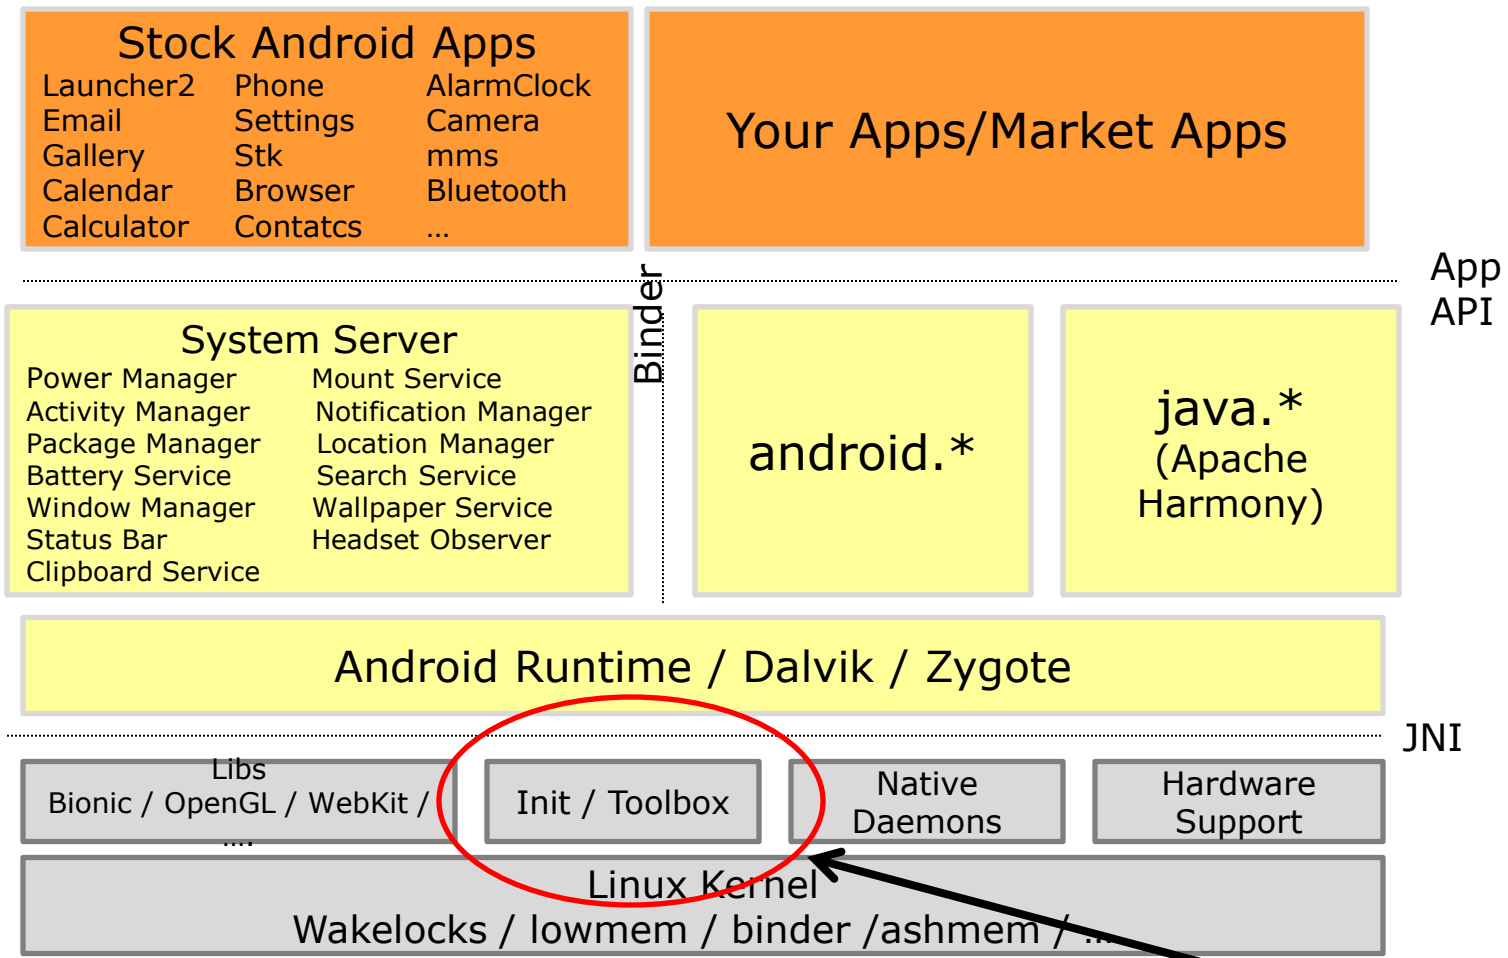 Stock Android Apps
Launcher2 Phone AlarmClock
Email Settings Camera
Gallery Stk mms
Calendar Browser Bluetooth
Calculator Contatcs …
Your Apps/Market Apps
App
API
Binder
System Server
Power Manager Mount Service
Activity Manager Notification Manager
Package Manager Location Manager
Battery Service Search Service
Window Manager Wallpaper Service
Status Bar Headset Observer
Clipboard Service
android.*
java.*
(Apache
Harmony)
Android Runtime / Dalvik / Zygote
JNI
Libs
Bionic / OpenGL / WebKit /
….
Init / Toolbox
Native
Daemons
Hardware
Support
Linux Kernel
Wakelocks / lowmem / binder /ashmem / …